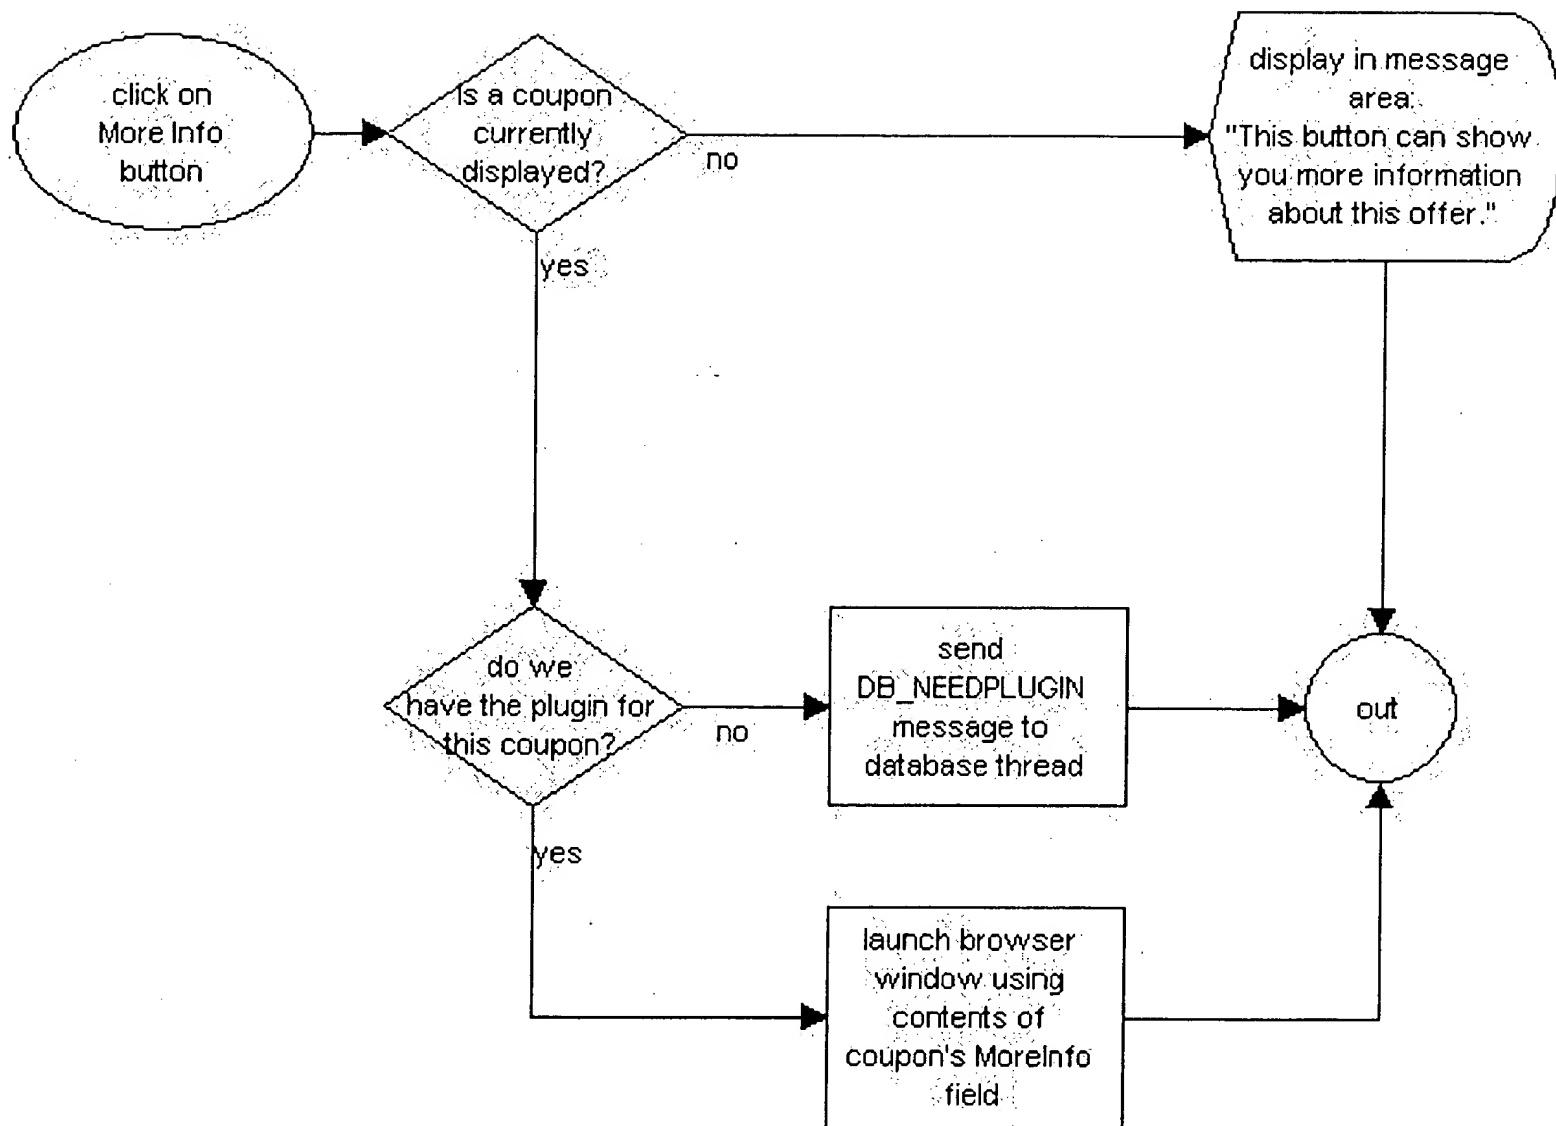 click on
More Info
button
Is a coupon
currently
displayed?
no
display in message
area:
"This button can show
you more information
about this offer."
yes
do we
have the plugin for
this coupon?
no
send
DB_NEEDPLUGIN
message to
database thread
out
yes
launch browser
window using
contents of
coupon's MoreInfo
field